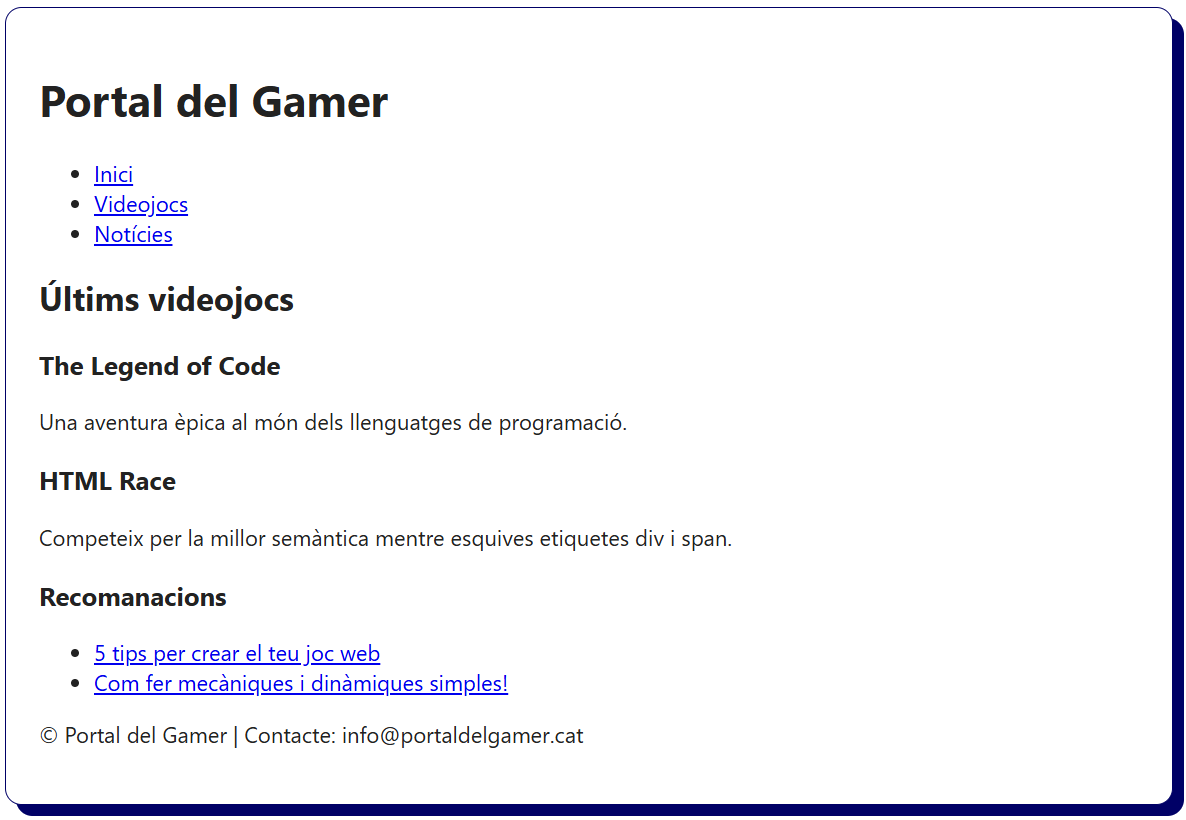 Portal del Gamer
Inici
Videojocs
Notícies
Últims videojocs
The Legend of Code
Una aventura èpica al món dels llenguatges de programació.
HTML Race
Competeix per la millor semàntica mentre esquives etiquetes div i span.
Recomanacions
5 tips per crear el teu joc web
Com fer mecàniques i dinàmiques simples!
© Portal del Gamer | Contacte: info@portaldelgamer.cat